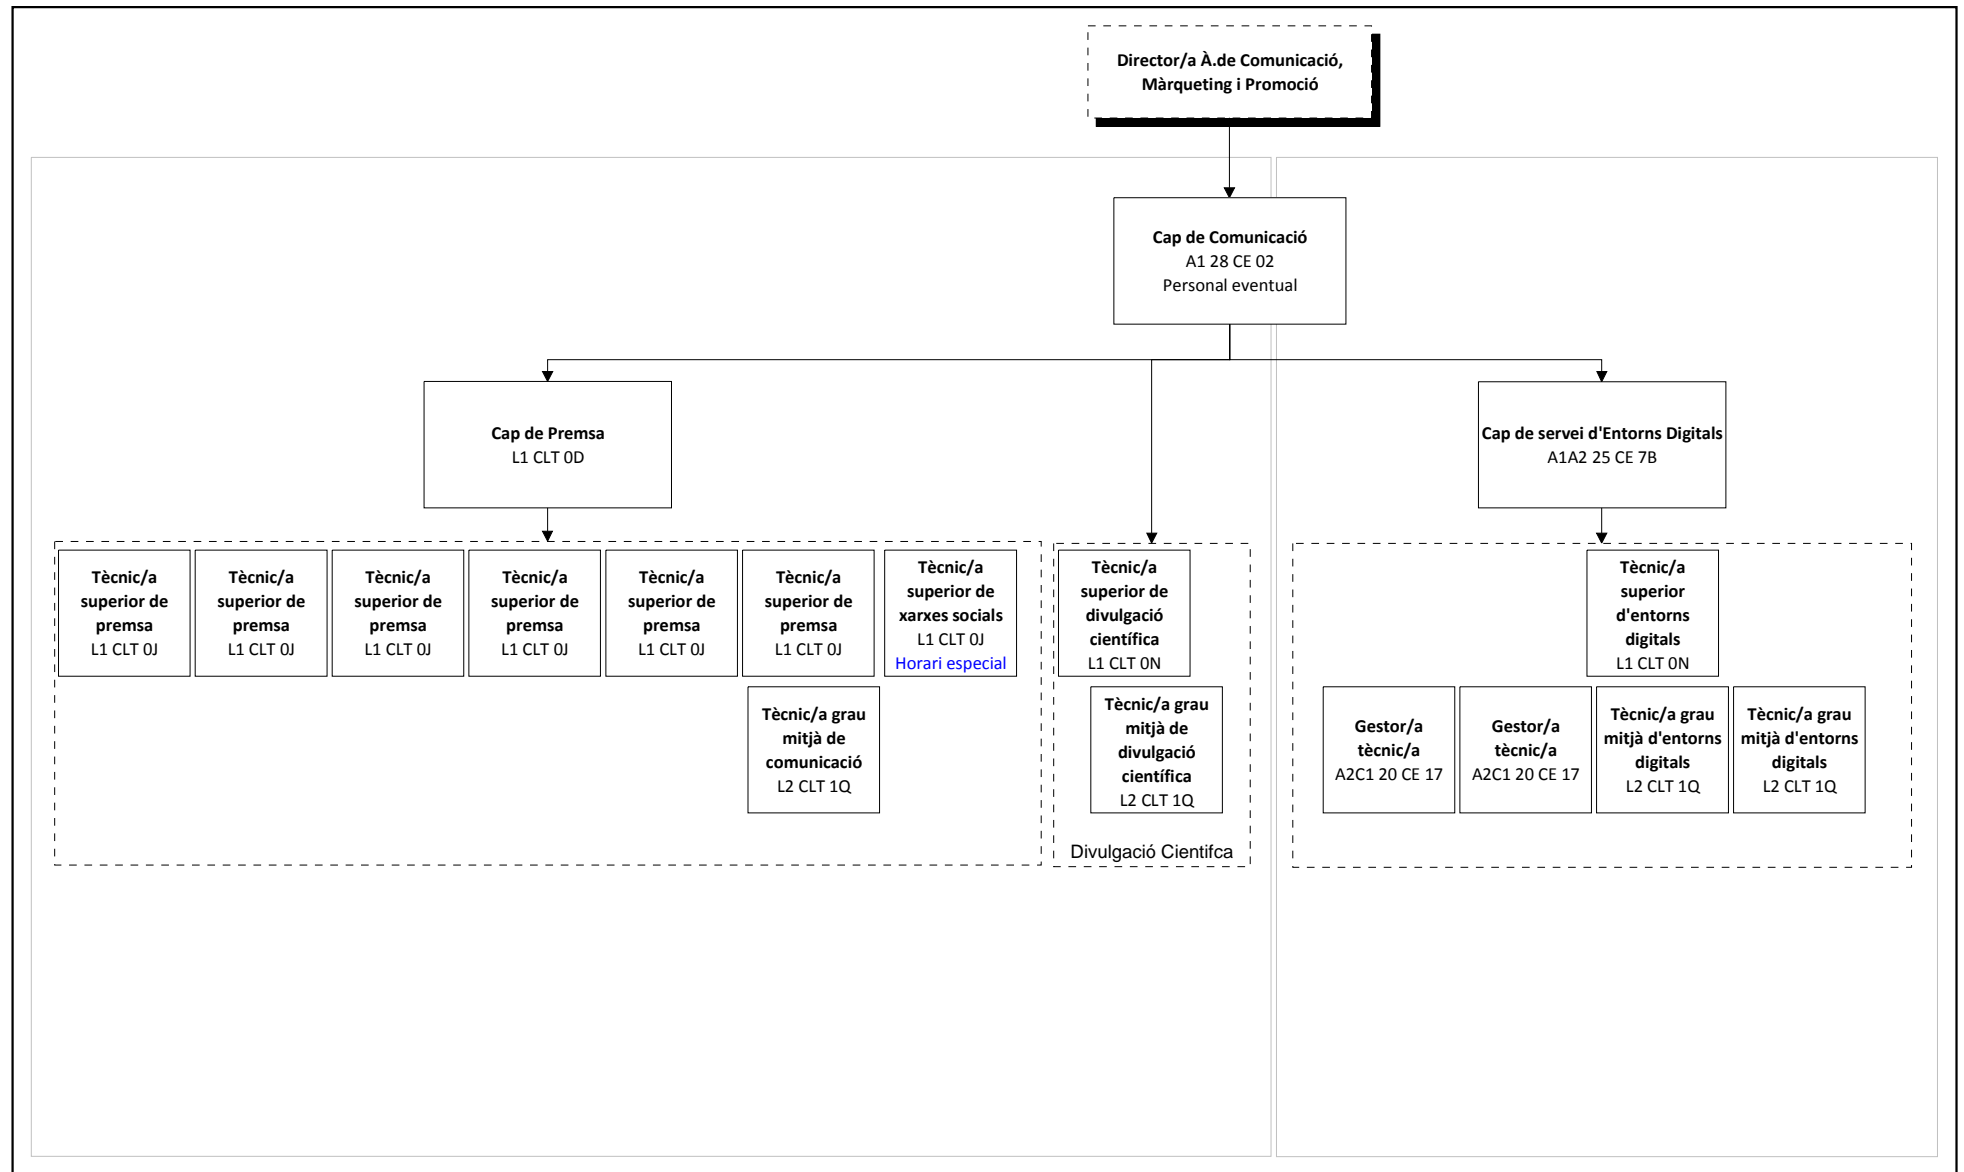 Director/a À.de Comunicació,
Màrqueting i Promoció
Cap de Comunicació
A1 28 CE 02
Personal eventual
Cap de Premsa
L1 CLT 0D
Cap de servei d'Entorns Digitals
A1A2 25 CE 7B
Tècnic/a
superior de
premsa
L1 CLT 0J
Tècnic/a
superior de
premsa
L1 CLT 0J
Tècnic/a
superior de
premsa
L1 CLT 0J
Tècnic/a
superior de
premsa
L1 CLT 0J
Tècnic/a
superior de
premsa
L1 CLT 0J
Tècnic/a
superior de
premsa
L1 CLT 0J
Tècnic/a
superior de
xarxes socials
L1 CLT 0J
Horari especial
Tècnic/a grau
mitjà de
comunicació
L2 CLT 1Q
Tècnic/a
superior de
divulgació
científica
L1 CLT 0N
Tècnic/a grau
mitjà de
divulgació
científica
L2 CLT 1Q
Divulgació Cientifca
Tècnic/a
superior
d'entorns
digitals
L1 CLT 0N
Gestor/a
tècnic/a
A2C1 20 CE 17
Gestor/a
tècnic/a
A2C1 20 CE 17
Tècnic/a grau
mitjà d'entorns
digitals
L2 CLT 1Q
Tècnic/a grau
mitjà d'entorns
digitals
L2 CLT 1Q